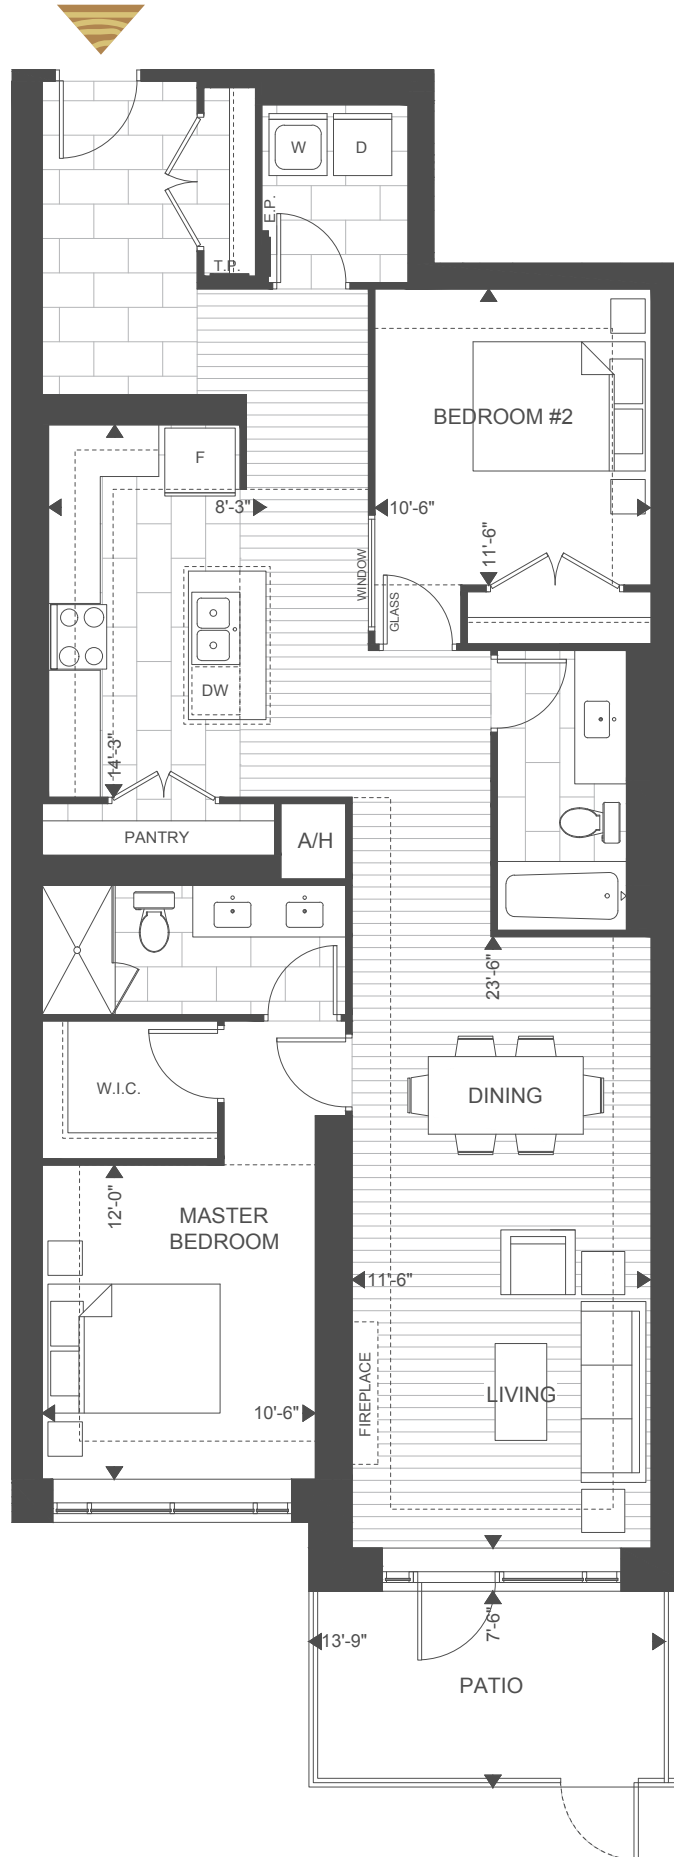 W
D
E.P.
T.P.
BEDROOM #2
F
8'-3"
10'-6"
11'-6"
WINDOW
GLASS
DW
14'-3"
PANTRY
A/H
23'-6"
W.I.C.
DINING
12'-0"
MASTER
BEDROOM
11'-6"
FIREPLACE
LIVING
10'-6"
7'-6"
13'-9"
PATIO